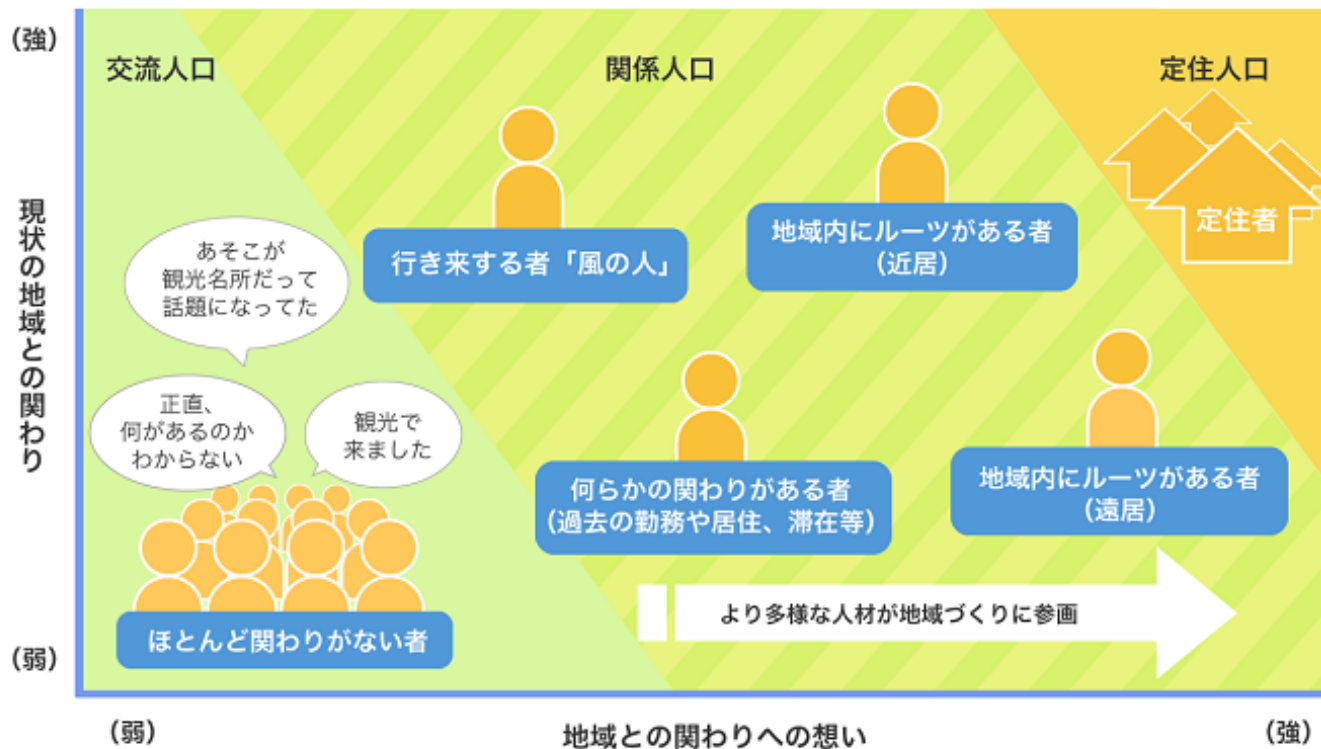 （強）
交流人口
関係人口
定住人口
現状の地域との関わり
定住者
行き来する者「風の人」
地域内にルーツがある者
（近居）
あそこが
観光名所だって
話題になってた
正直、
何があるのか
わからない
観光で
来ました
何らかの関わりがある者
（過去の勤務や居住、滞在等）
地域内にルーツがある者
（遠居）
ほとんど関わりがない者
より多様な人材が地域づくりに参画
（弱）
（弱）
地域との関わりへの想い
（強）